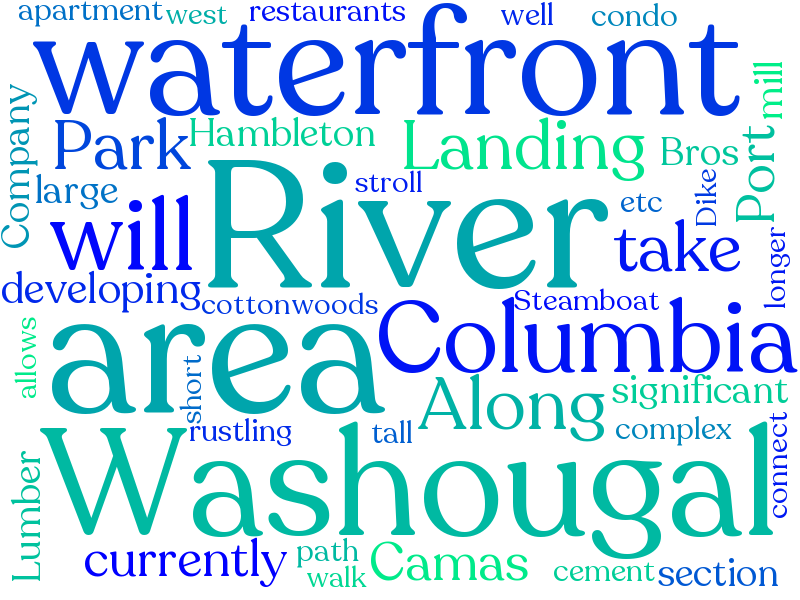 apartment west restaurants well condo
waterfront
Company
Park Hambleton Landing Bros Port mill
large River stroll etc Dike
will take longer
developing cottonwoods Steamboat
allows area short Columbia
Along significant
rustling tall complex connect
Lumber Washougal
currently path Camas cement section
walk